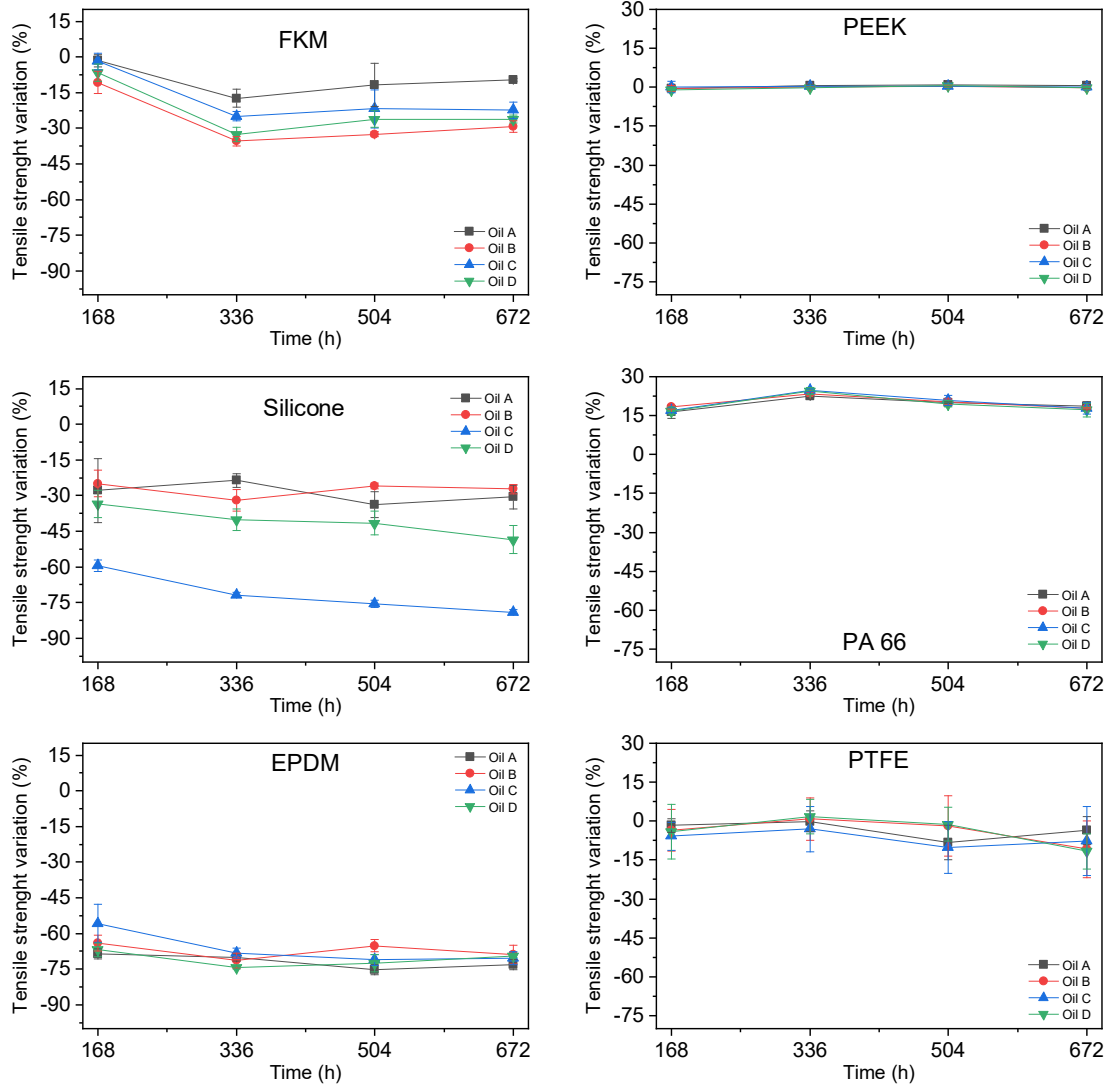 FKM
Tensile strenght variation (%)
15
0
-15
-30
-45
-60
-75
-90
168
336
504
672
Time (h)
Oil A
Oil B
Oil C
Oil D
PEEK
Tensile strenght variation (%)
30
15
0
-15
-30
-45
-60
-75
168
336
504
672
Time (h)
Oil A
Oil B
Oil C
Oil D
Silicone
Tensile strenght variation (%)
15
0
-15
-30
-45
-60
-75
-90
168
336
504
672
Time (h)
Oil A
Oil B
Oil C
Oil D
PA 66
Tensile strenght variation (%)
30
15
0
-15
-30
-45
-60
-75
168
336
504
672
Time (h)
Oil A
Oil B
Oil C
Oil D
EPDM
Tensile strenght variation (%)
15
0
-15
-30
-45
-60
-75
-90
168
336
504
672
Time (h)
Oil A
Oil B
Oil C
Oil D
PTFE
Tensile strenght variation (%)
30
15
0
-15
-30
-45
-60
-75
168
336
504
672
Time (h)
Oil A
Oil B
Oil C
Oil D